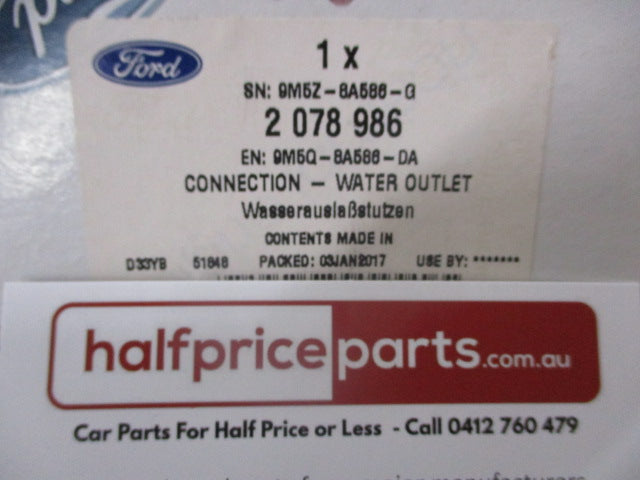 Ford
1 x
SN: 9M5Z-8A586-G
2 078 986
EN: 9M5Q-8A586-DA
CONNECTION - WATER OUTLET
Wasserauslaßstutzen
CONTENTS MADE IN
D33YB 51848 PACKED: 03JAN2017 USE BY: *******
halfpriceparts.com.au
Car Parts For Half Price or Less - Call 0412 760 479